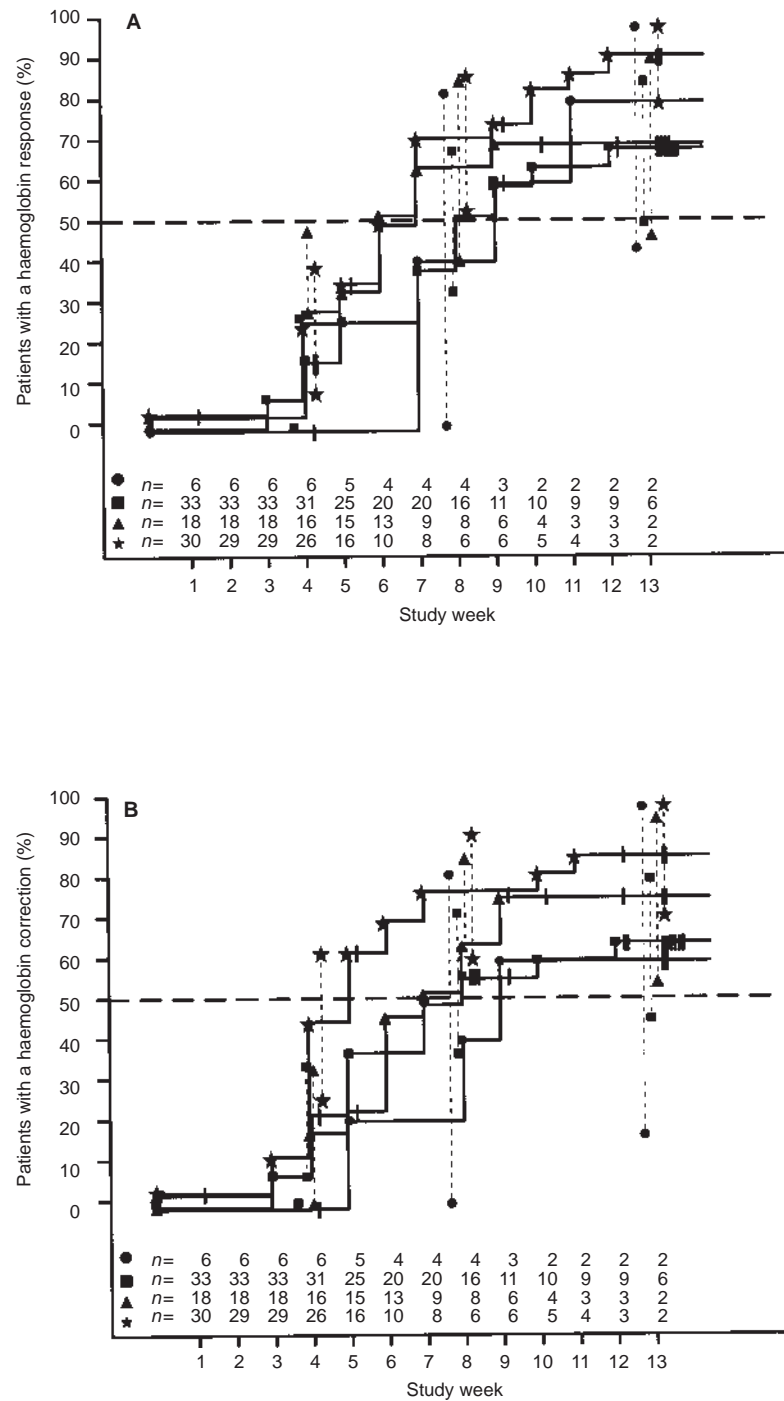 A
Patients with a haemoglobin response (%)
100
90
80
70
60
50
40
30
20
10
0
n= 6 6 6 6 5 4 4 4 3 2 2 2 2
n= 33 33 33 31 25 20 20 16 11 10 9 9 6
n= 18 18 18 16 15 13 9 8 6 4 3 3 2
n= 30 29 29 26 16 10 8 6 6 5 4 3 2
1 2 3 4 5 6 7 8 9 10 11 12 13
Study week
B
Patients with a haemoglobin correction (%)
100
90
80
70
60
50
40
30
20
10
0
n= 6 6 6 6 5 4 4 4 3 2 2 2 2
n= 33 33 33 31 25 20 20 16 11 10 9 9 6
n= 18 18 18 16 15 13 9 8 6 4 3 3 2
n= 30 29 29 26 16 10 8 6 6 5 4 3 2
1 2 3 4 5 6 7 8 9 10 11 12 13
Study week